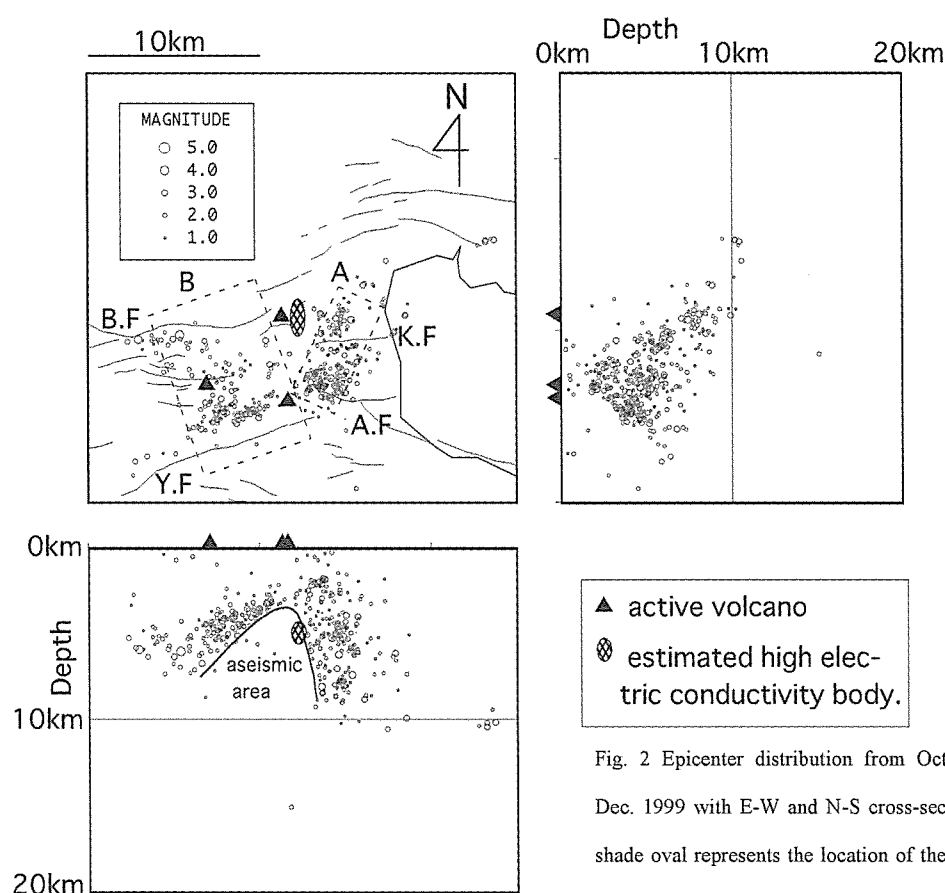 10km
Depth
0km 10km 20km
N
MAGNITUDE
5.0
4.0
3.0
2.0
1.0
B
A
B.F
K.F
A.F
Y.F
0km
Depth
aseismic
area
10km
20km
active volcano
estimated high elec-
tric conductivity body.
Fig. 2 Epicenter distribution from Oct
Dec. 1999 with E-W and N-S cross-sec
shade oval represents the location of the